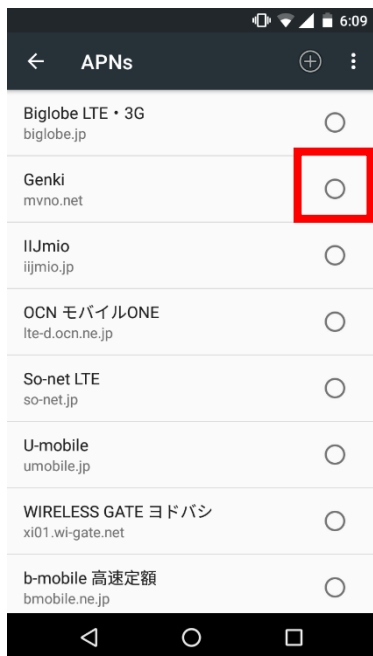 6:09
APNs
Biglobe LTE・3G
biglobe.jp
Genki
mvno.net
IIJmio
iijmio.jp
OCN モバイルONE
lte-d.ocn.ne.jp
So-net LTE
so-net.jp
U-mobile
umobile.jp
WIRELESS GATE ヨドバシ
xi01.wi-gate.net
b-mobile 高速定額
bmobile.ne.jp